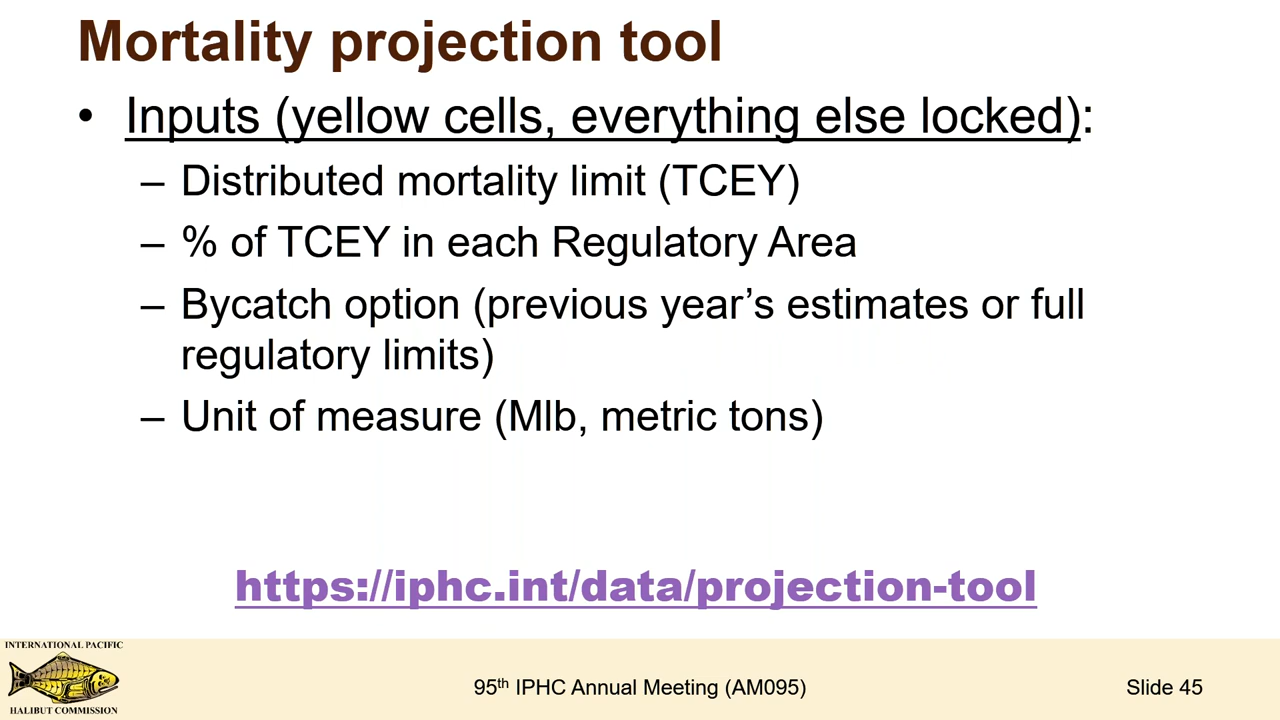 Mortality projection tool
• Inputs (yellow cells, everything else locked):
– Distributed mortality limit (TCEY)
– % of TCEY in each Regulatory Area
– Bycatch option (previous year’s estimates or full
regulatory limits)
– Unit of measure (Mlb, metric tons)
https://iphc.int/data/projection-tool
INTERNATIONAL PACIFIC
HALIBUT COMMISSION
95th IPHC Annual Meeting (AM095)
Slide 45